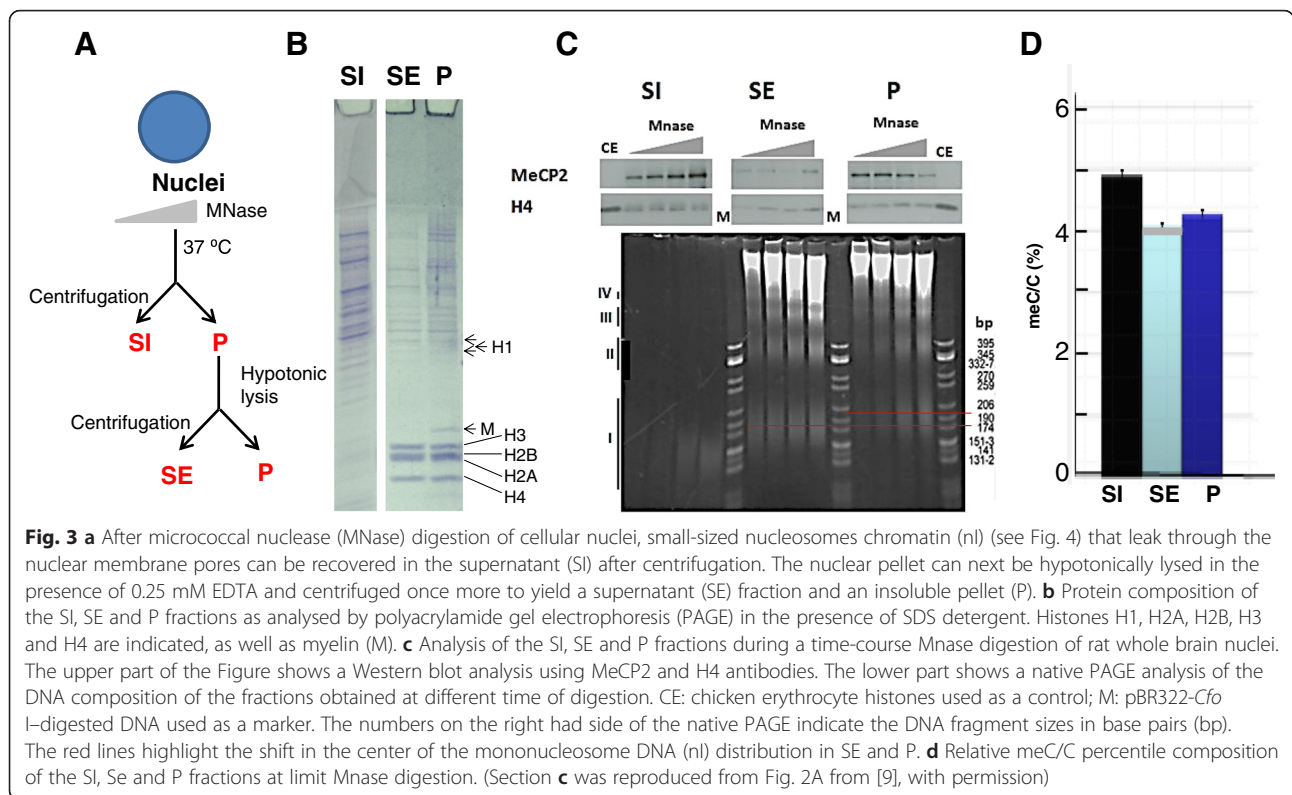 A
Nuclei
MNase
37 ºC
Centrifugation
SI
P
Hypotonic
lysis
Centrifugation
SE
P
B
SI SE P
H1
M
H3
H2B
H2A
H4
C
SI SE P
Mnase Mnase Mnase
CE CE
MeCP2
H4
M M
IV
III
II
I
bp
395
345
332-7
270
259
206
190
174
151-3
141
131-2
D
6
4
2
0
meC/C (%)
SI SE P
Fig. 3 a After micrococcal nuclease (MNase) digestion of cellular nuclei, small-sized nucleosomes chromatin (nI) (see Fig. 4) that leak through the
nuclear membrane pores can be recovered in the supernatant (SI) after centrifugation. The nuclear pellet can next be hypotonically lysed in the
presence of 0.25 mM EDTA and centrifuged once more to yield a supernatant (SE) fraction and an insoluble pellet (P). b Protein composition of
the SI, SE and P fractions as analysed by polyacrylamide gel electrophoresis (PAGE) in the presence of SDS detergent. Histones H1, H2A, H2B, H3
and H4 are indicated, as well as myelin (M). c Analysis of the SI, SE and P fractions during a time-course Mnase digestion of rat whole brain nuclei.
The upper part of the Figure shows a Western blot analysis using MeCP2 and H4 antibodies. The lower part shows a native PAGE analysis of the
DNA composition of the fractions obtained at different time of digestion. CE: chicken erythrocyte histones used as a control; M: pBR322-Cfo
I–digested DNA used as a marker. The numbers on the right had side of the native PAGE indicate the DNA fragment sizes in base pairs (bp).
The red lines highlight the shift in the center of the mononucleosome DNA (nI) distribution in SE and P. d Relative meC/C percentile composition
of the SI, Se and P fractions at limit Mnase digestion. (Section c was reproduced from Fig. 2A from [9], with permission)